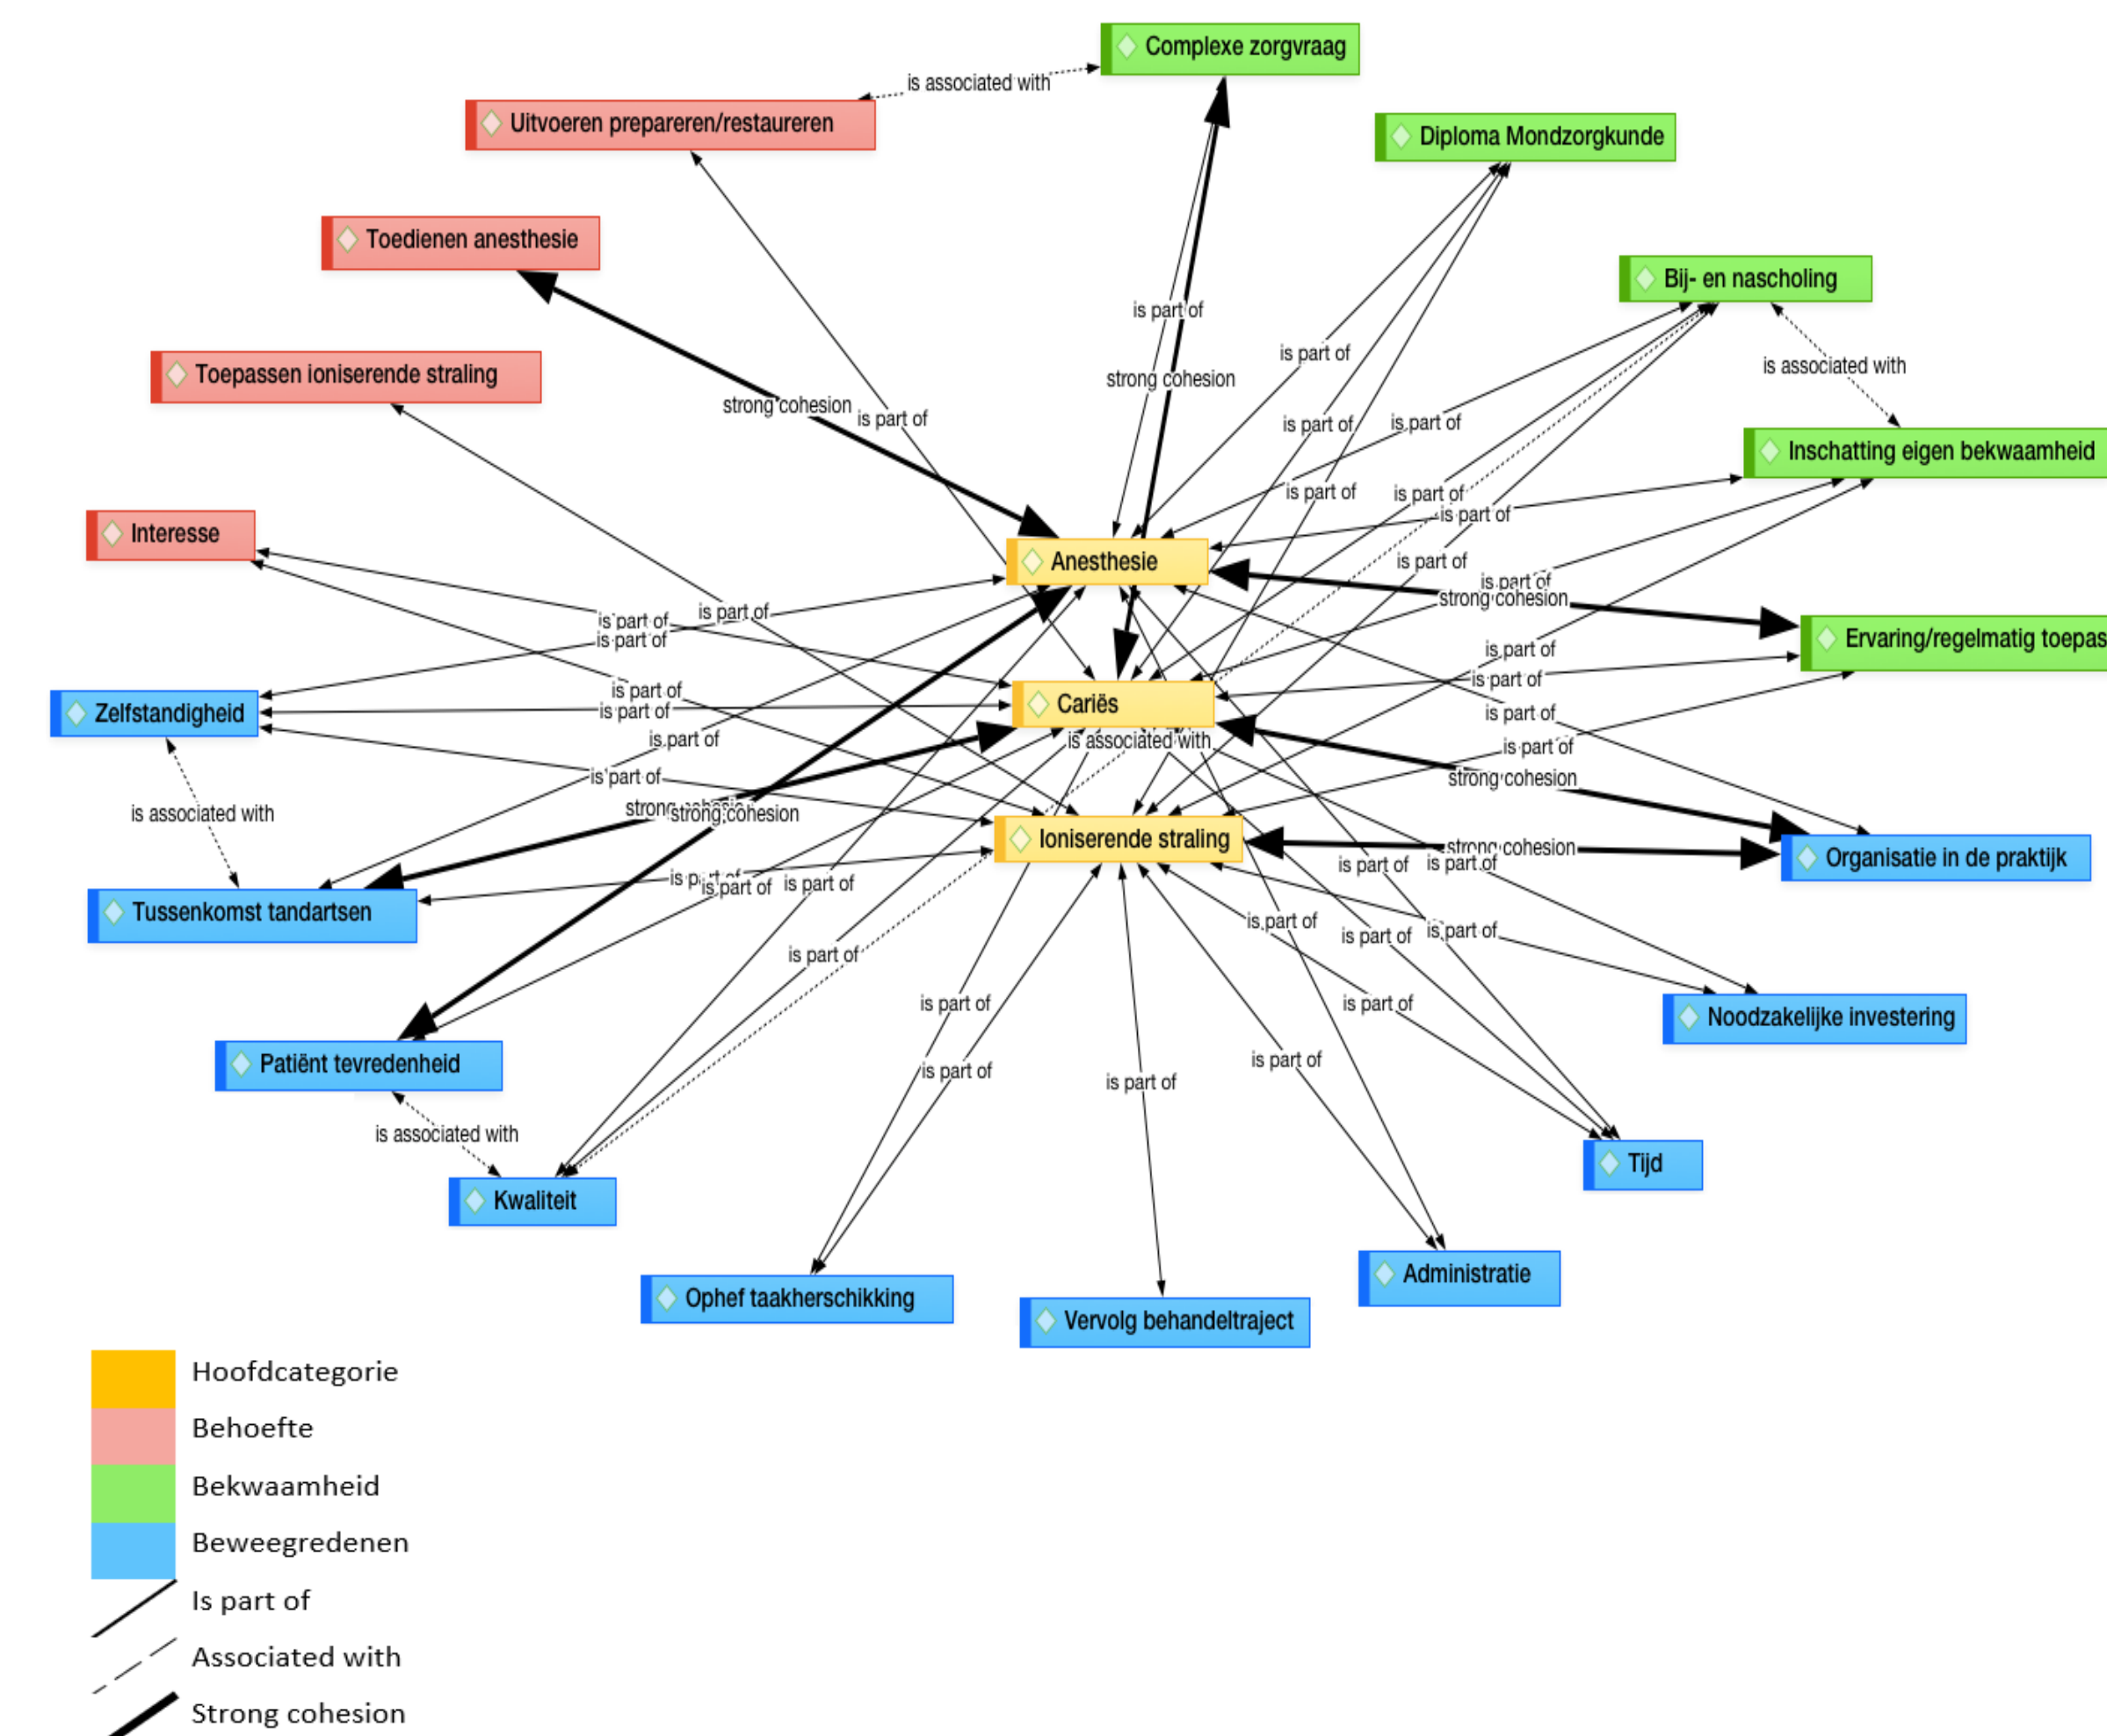 Complexe zorgvraag
is associated with
Uitvoeren prepareren/restaureren
Diploma Mondzorgkunde
Toedienen anesthesie
Bij- en nascholing
is part of
is part of
is associated with
Toepassen ioniserende straling
strong cohesion
strong cohesion
is part of
is part of
is part of
Inschatting eigen bekwaamheid
is part of
is part of
is part of
Interesse
Anesthesie
is part of
is part of
strong cohesion
is part of
is part of
is part of
Ervaring/regelmatig toepas
is part of
is part of
is part of
Zelfstandigheid
is part of
Cariës
is part of
is part of
is associated with
is part of
is part of
strong cohesion
is associated with
strong cohesion
strong cohesion
Ioniserende straling
strong cohesion
Organisatie in de praktijk
is part of
is part of
is part of
is part of
is part of
Tussenkomst tandartsen
is part of
is part of
is part of
is part of
is part of
is part of
Noodzakelijke investering
Patiënt tevredenheid
is part of
is part of
is part of
is associated with
Tijd
Kwaliteit
Administratie
Ophef taakherschikking
Vervolg behandeltraject
Hoofdcategorie
Behoefte
Bekwaamheid
Beweegredenen
Is part of
Associated with
Strong cohesion